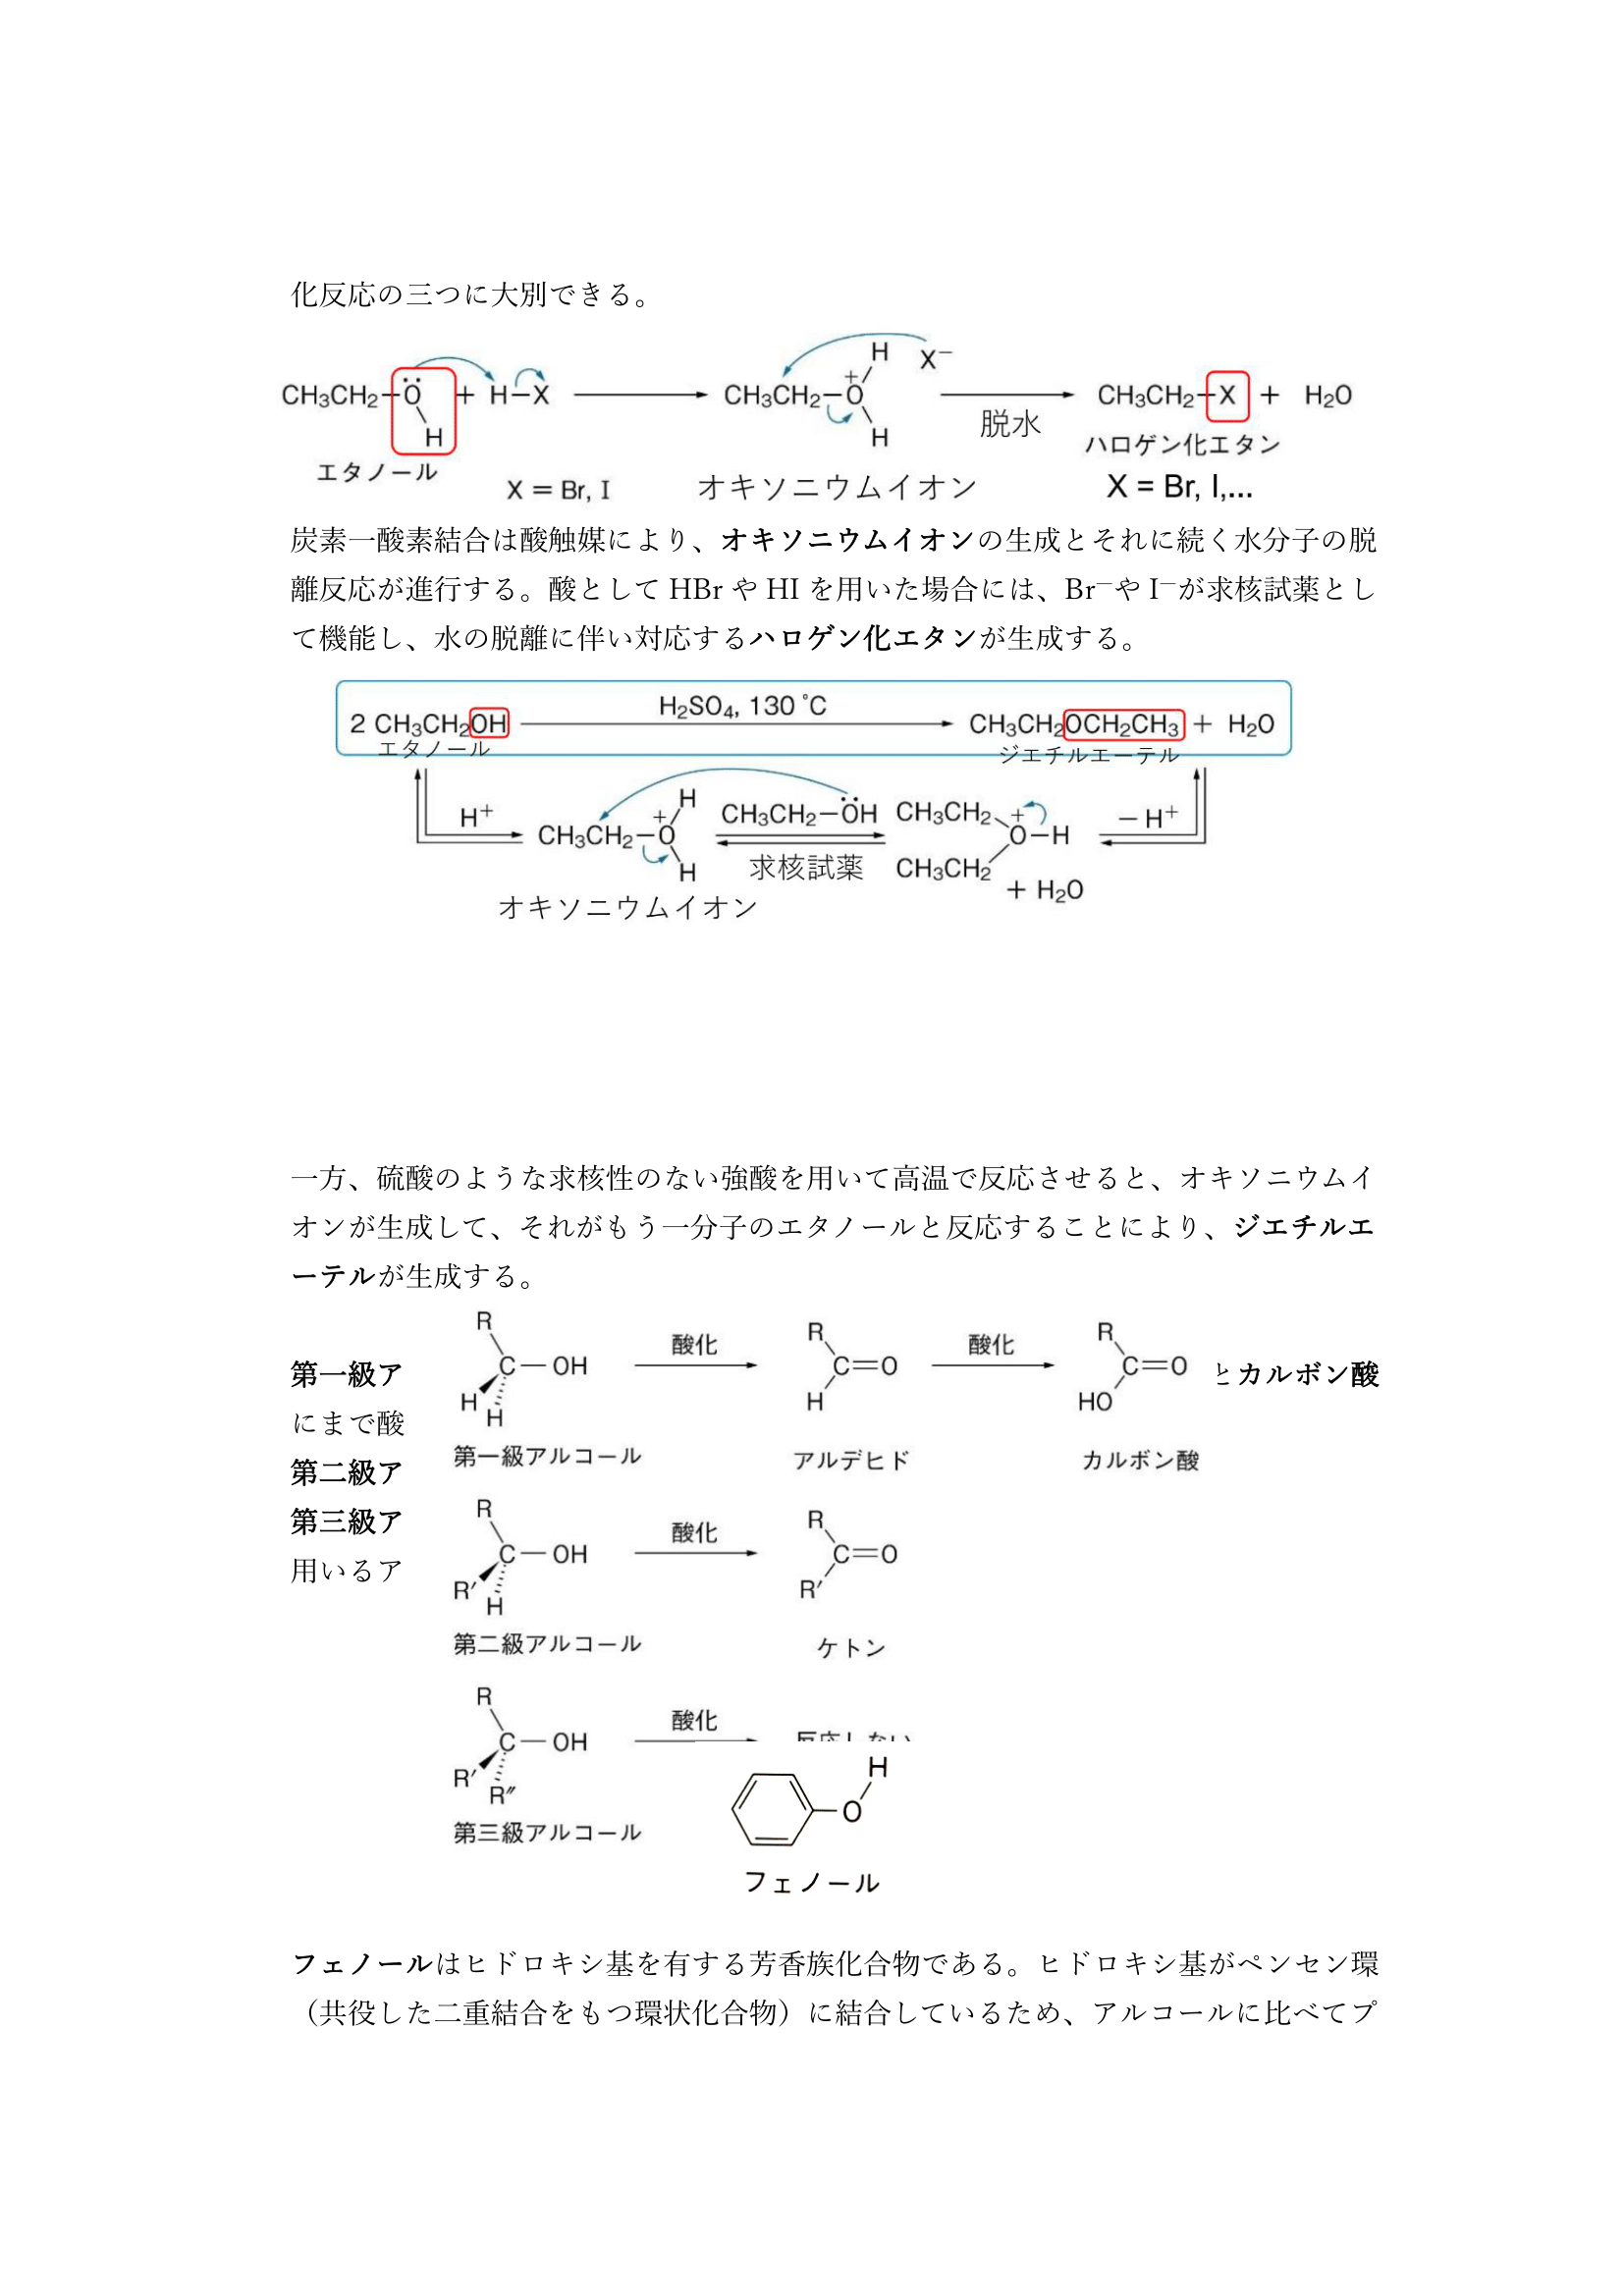 化反応の三つに大別できる。
CH₃CH₂–Ö + H–X CH₃CH₂–O⁺ H X⁻ CH₃CH₂–X + H₂O
H H 脱水
エタノール ハロゲン化エタン
X = Br, I オキソニウムイオン X = Br, I,...
炭素一酸素結合は酸触媒により、オキソニウムイオンの生成とそれに続く水分子の脱
離反応が進行する。酸として HBr や HI を用いた場合には、Br⁻や I⁻が求核試薬とし
て機能し、水の脱離に伴い対応するハロゲン化エタンが生成する。
2 CH₃CH₂OH H₂SO₄, 130 °C CH₃CH₂OCH₂CH₃ + H₂O
エタノール ジエチルエーテル
H⁺ CH₃CH₂–O⁺ H H CH₃CH₂–ÖH CH₃CH₂ O⁺–H – H⁺
求核試薬 CH₃CH₂
+ H₂O
オキソニウムイオン
一方、硫酸のような求核性のない強酸を用いて高温で反応させると、オキソニウムイ
オンが生成して、それがもう一分子のエタノールと反応することにより、ジエチルエ
ーテルが生成する。
R 酸化 R 酸化 R
第一級ア C–OH C=O C=O とカルボン酸
H H H HO
にまで酸
第一級アルコール アルデヒド カルボン酸
第二級ア
R 酸化 R
第三級ア
C–OH C=O
用いるア
R′ H R′
第二級アルコール ケトン
R 酸化
C–OH 反応しない
R′ R″
H
O
第三級アルコール
フェノール
フェノールはヒドロキシ基を有する芳香族化合物である。ヒドロキシ基がペンセン環
（共役した二重結合をもつ環状化合物）に結合しているため、アルコールに比べてプ